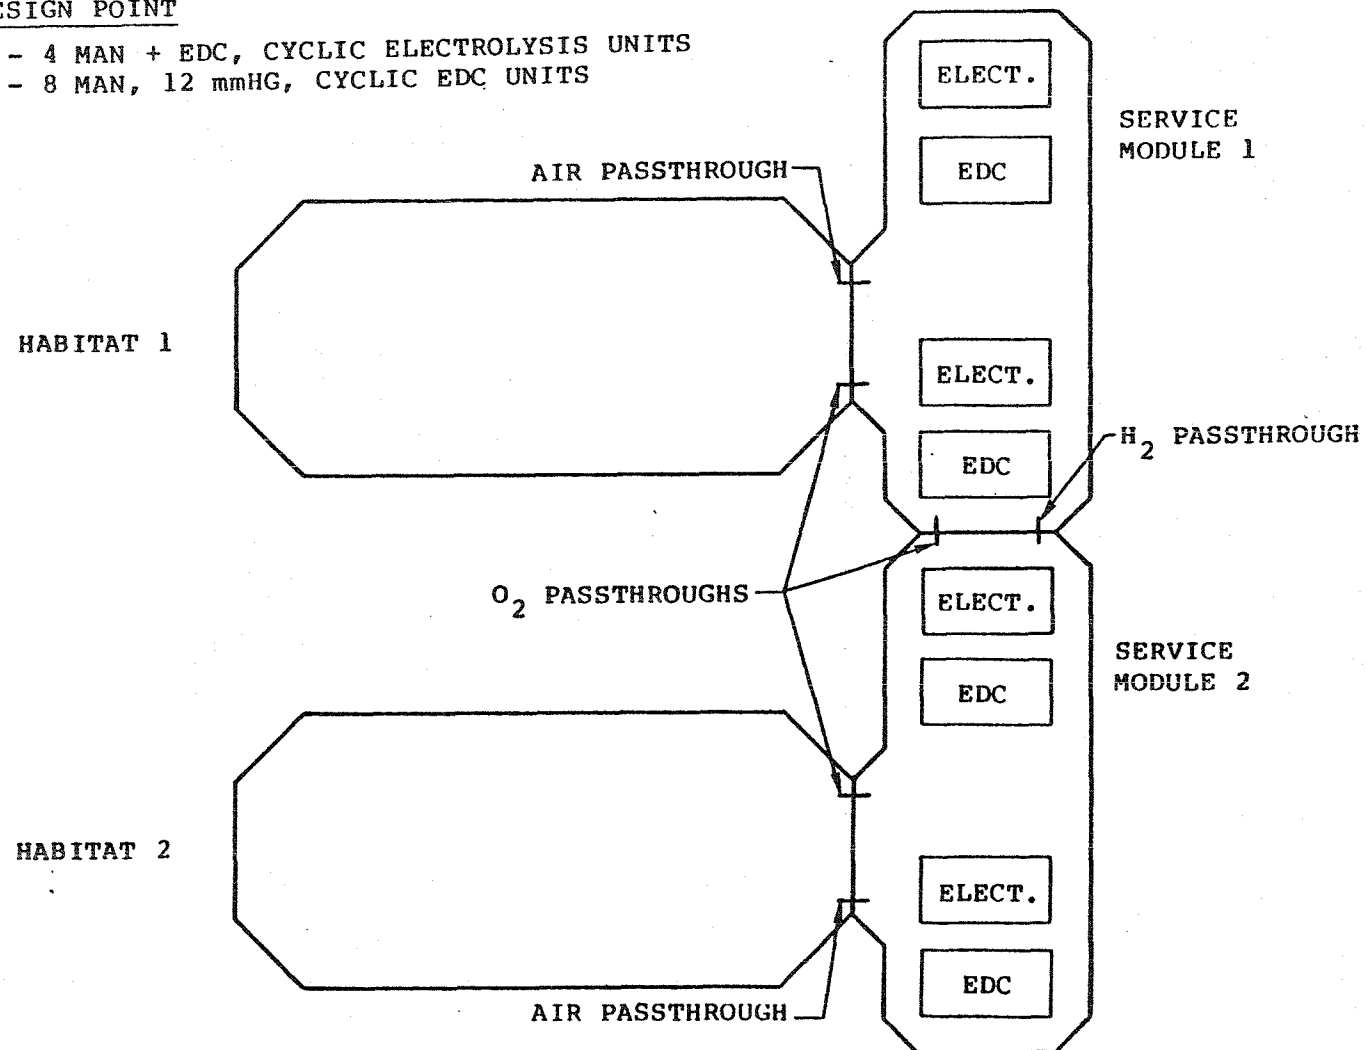 ESIGN POINT
- 4 MAN + EDC, CYCLIC ELECTROLYSIS UNITS
- 8 MAN, 12 mmHG, CYCLIC EDC UNITS
ELECT.
SERVICE
MODULE 1
EDC
AIR PASSTHROUGH
HABITAT 1
ELECT.
H2 PASSTHROUGH
EDC
O2 PASSTHROUGHS
ELECT.
SERVICE
MODULE 2
EDC
HABITAT 2
ELECT.
EDC
AIR PASSTHROUGH